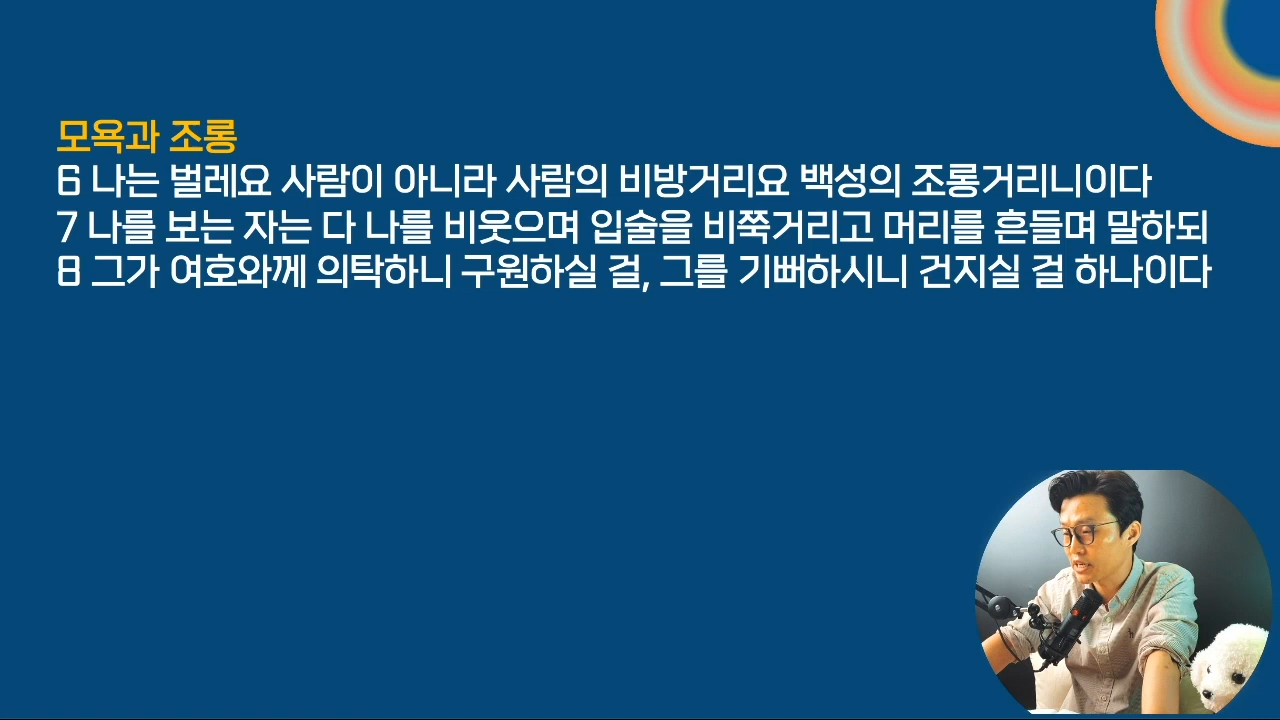 모욕과 조롱
6 나는 벌레요 사람이 아니라 사람의 비방거리요 백성의 조롱거리니이다
7 나를 보는 자는 다 나를 비웃으며 입술을 비쭉거리고 머리를 흔들며 말하되
8 그가 여호와께 의탁하니 구원하실 걸, 그를 기뻐하시니 건지실 걸 하나이다